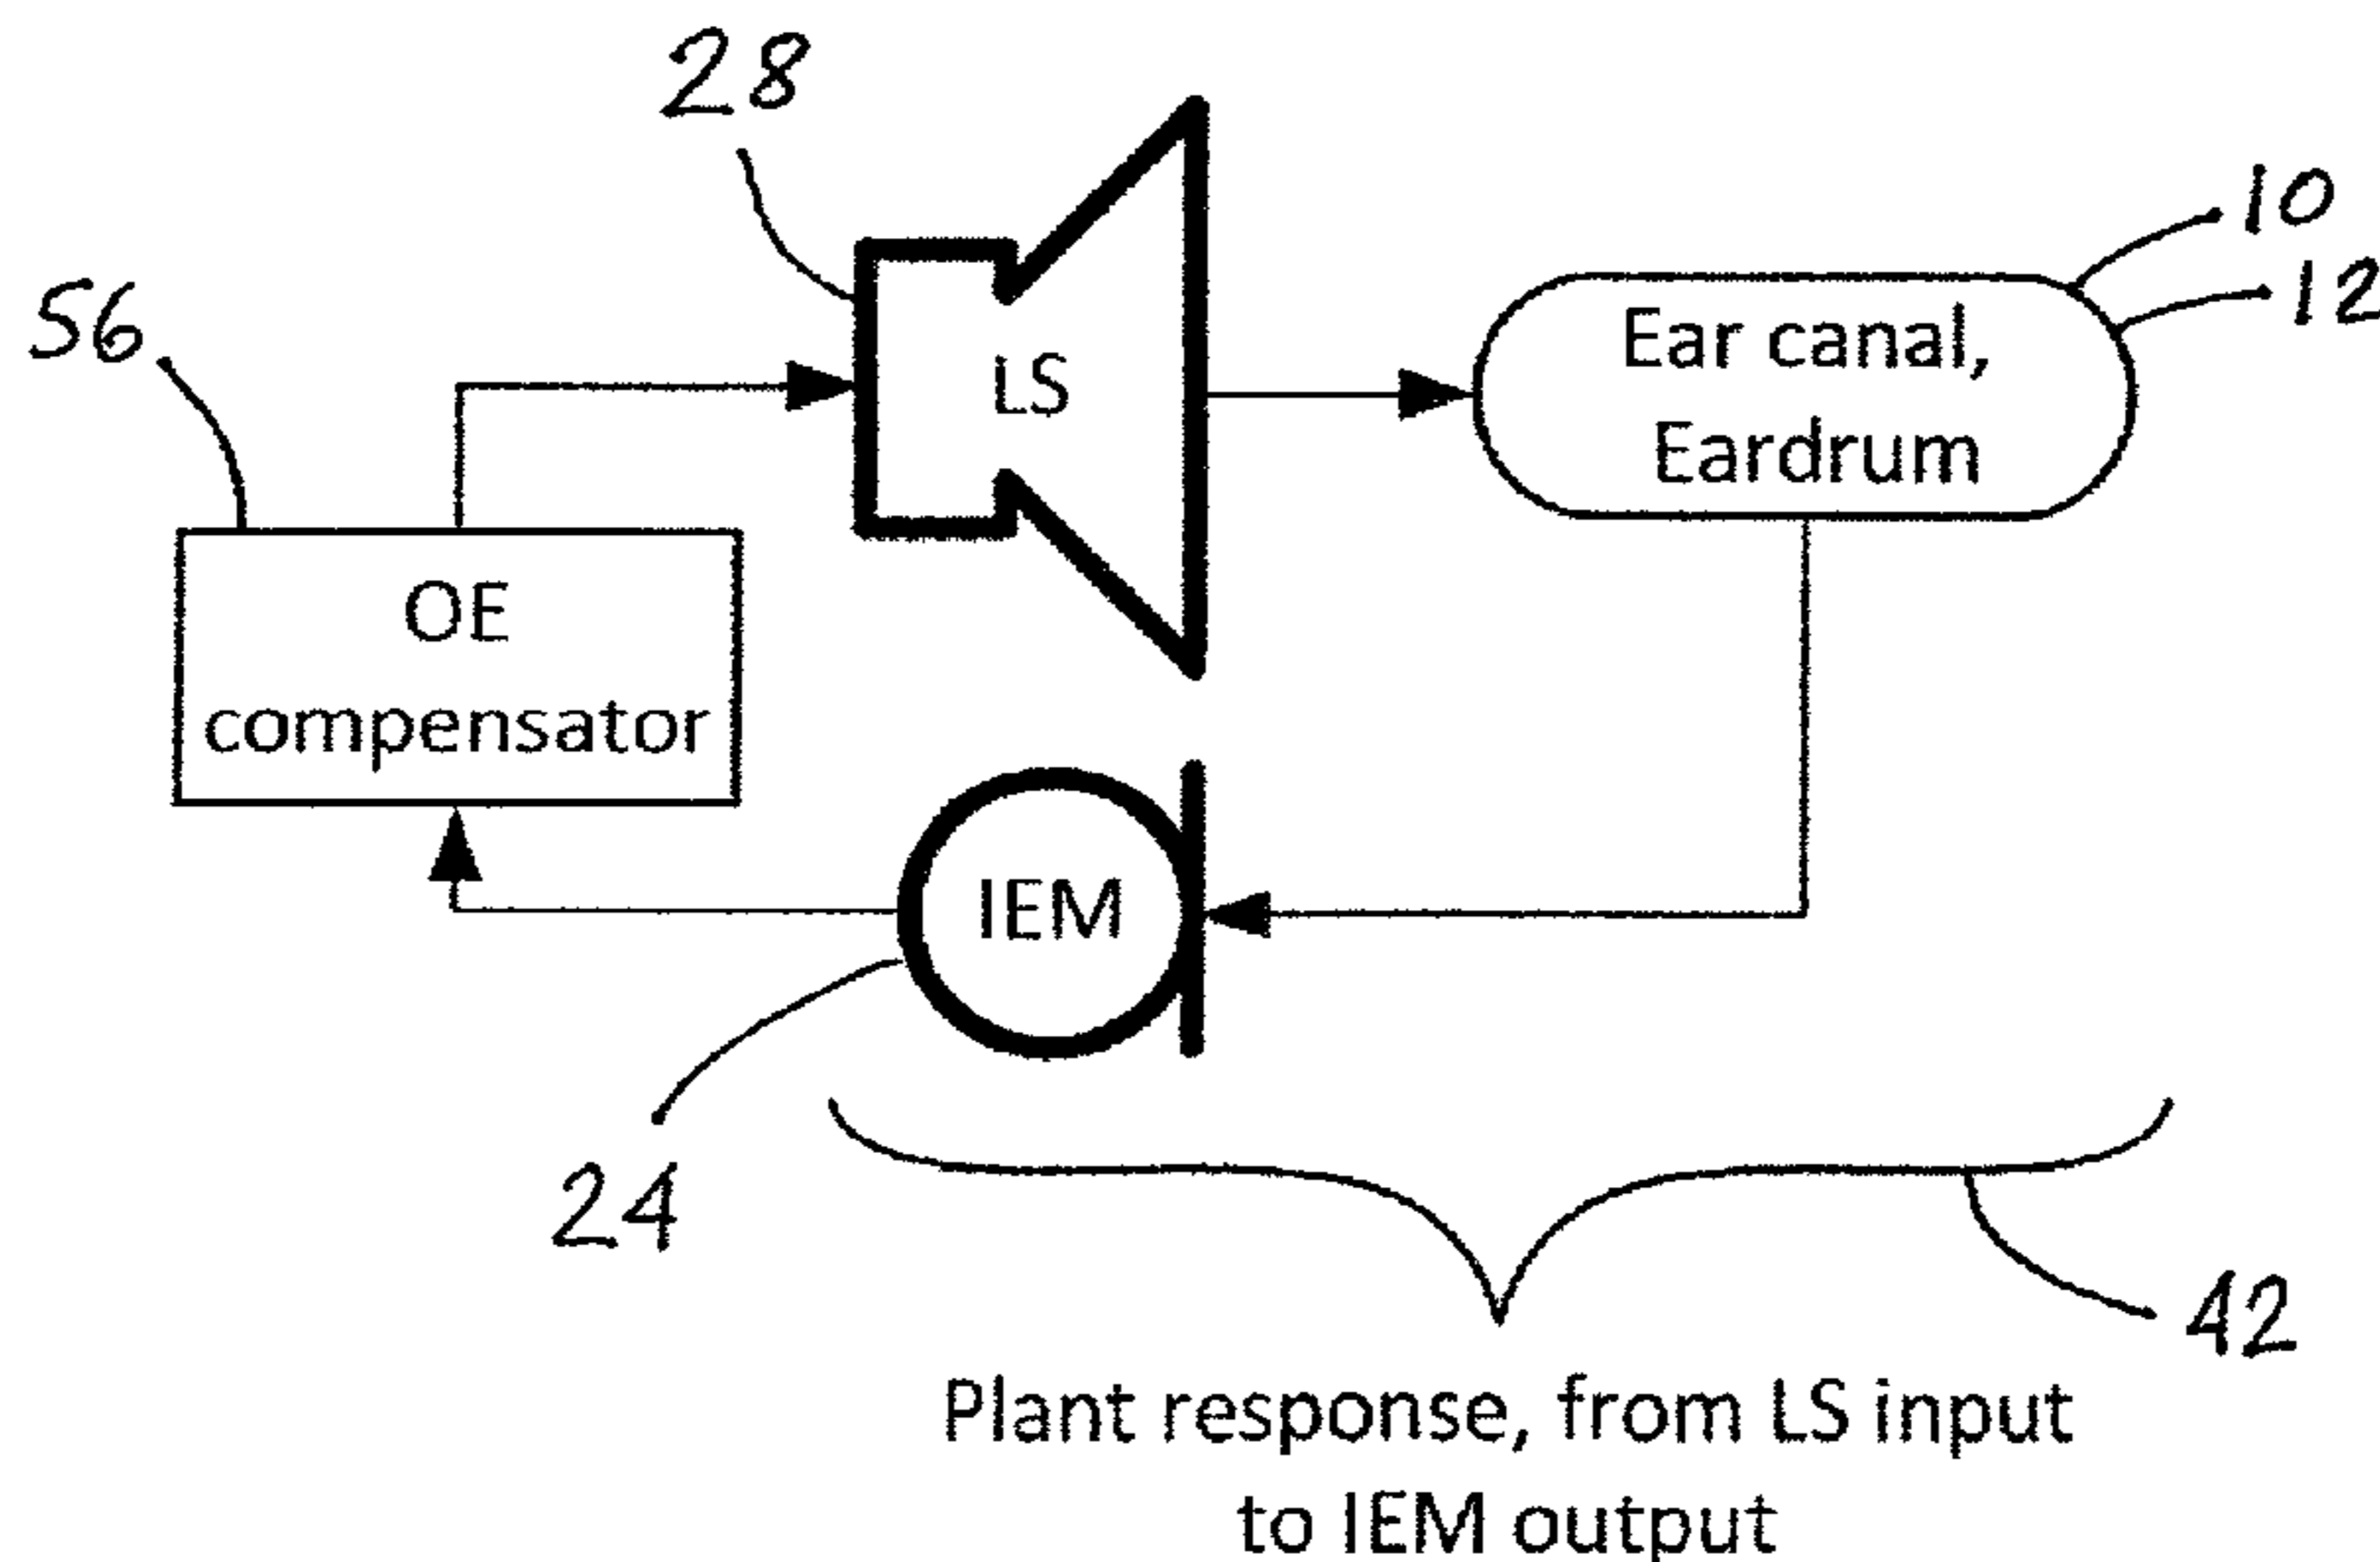 28
10
12
56
LS
Ear canal,
Eardrum
OE
compensator
IEM
24
42
Plant response, from LS input
to IEM output